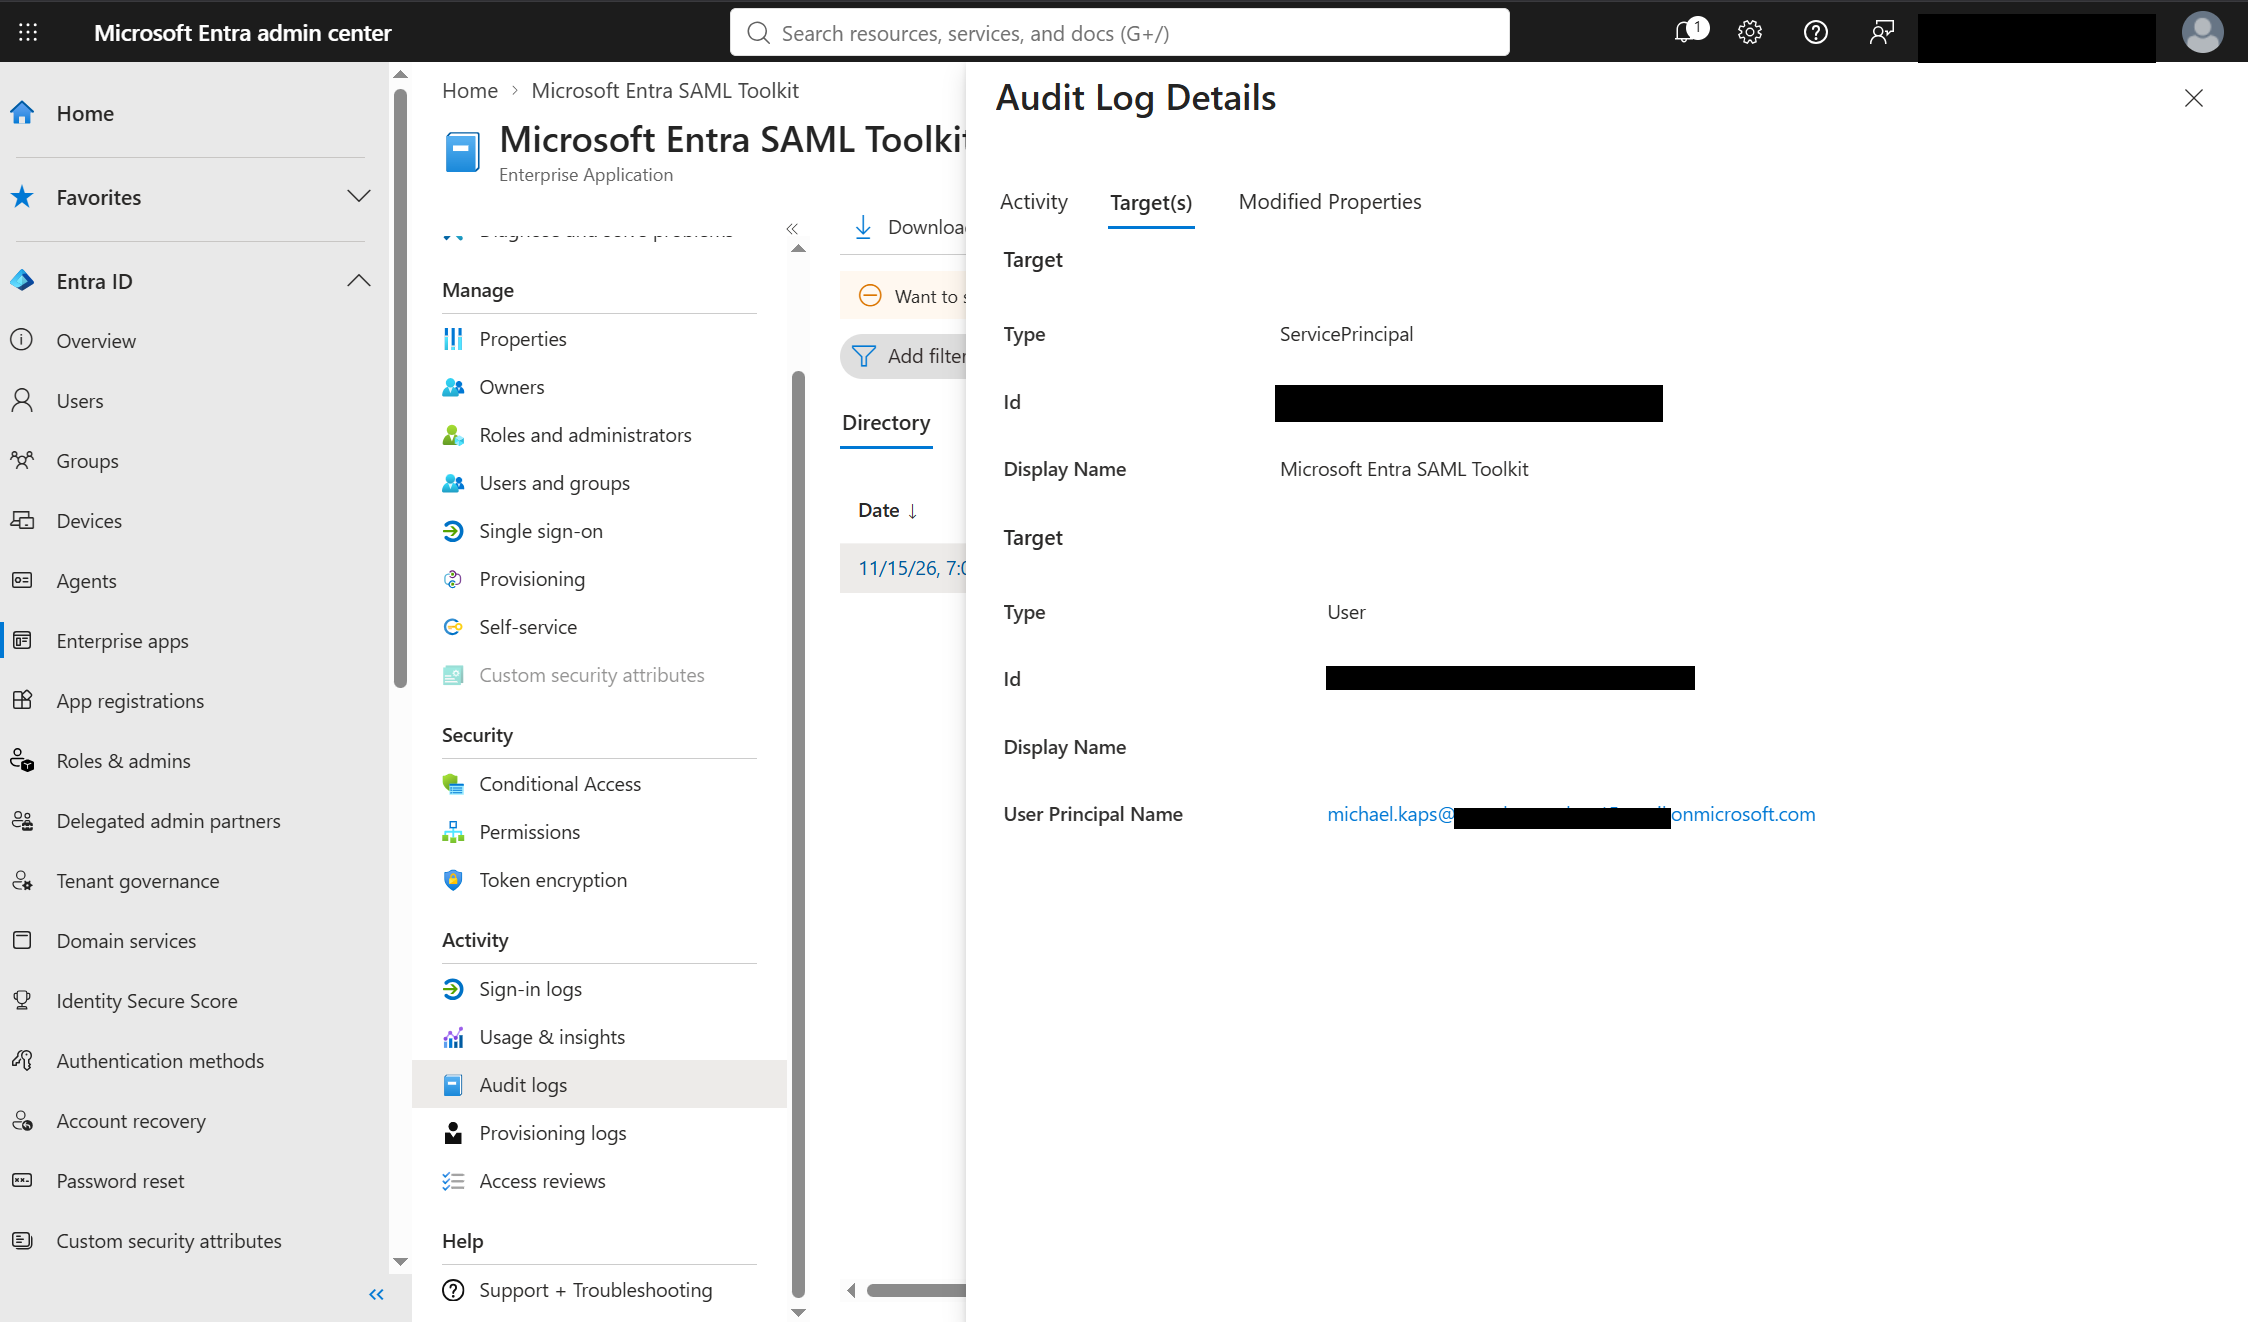 Microsoft Entra admin center
Search resources, services, and docs (G+/)
1
Home
Favorites
Entra ID
Overview
Users
Groups
Devices
Agents
Enterprise apps
App registrations
Roles & admins
Delegated admin partners
Tenant governance
Domain services
Identity Secure Score
Authentication methods
Account recovery
Password reset
Custom security attributes
Home > Microsoft Entra SAML Toolkit
Microsoft Entra SAML Toolkit
Enterprise Application
Diagnose and solve problems
Manage
Properties
Owners
Roles and administrators
Users and groups
Single sign-on
Provisioning
Self-service
Custom security attributes
Security
Conditional Access
Permissions
Token encryption
Activity
Sign-in logs
Usage & insights
Audit logs
Provisioning logs
Access reviews
Help
Support + Troubleshooting
Downloa
Want to s
Add filter
Directory
Date ↓
11/15/26, 7:0
Audit Log Details
Activity
Target(s)
Modified Properties
Target
Type ServicePrincipal
Id
Display Name Microsoft Entra SAML Toolkit
Target
Type User
Id
Display Name
User Principal Name michael.kaps@ onmicrosoft.com